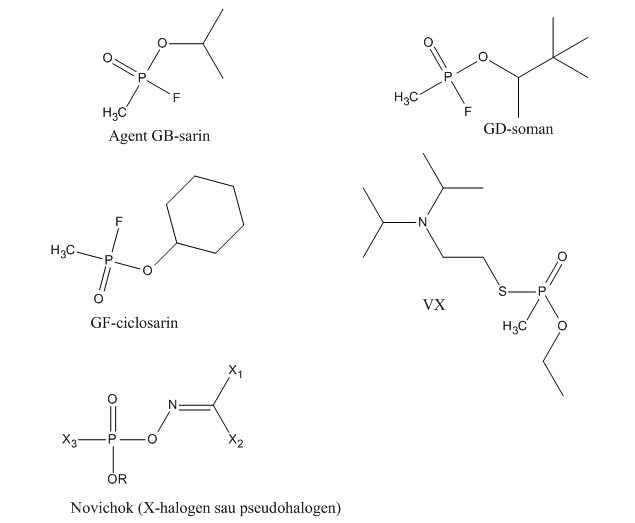 O
O
P
F
H₃C
Agent GB-sarin
O
O
P
H₃C
F
GD-soman
F
H₃C
P
O
O
GF-ciclosarin
N
S
P
O
H₃C
O
VX
X₁
O
N
X₃
P
O
X₂
OR
Novichok (X-halogen sau pseudohalogen)